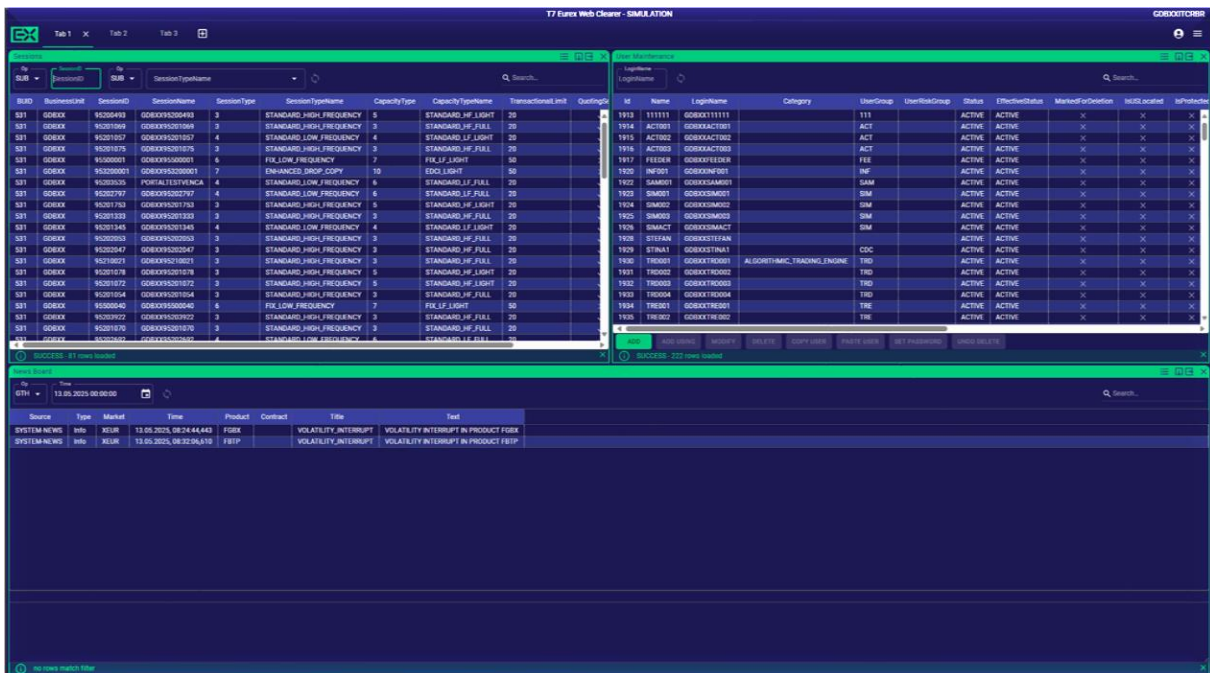 T7 Eurex Web Clearer - SIMULATION
GDBXX0TCRBR
EX Tab 1 × Tab 2 Tab 3
Sessions
Op SUB SessionID SessionID Op SUB SessionTypeName Search...
BUID BusinessUnit SessionID SessionName SessionType SessionTypeName CapacityType CapacityTypeName TransactionalLimit
531 GDBXX 95200493 GDBXX95200493 3 STANDARD_HIGH_FREQUENCY 5 STANDARD_HF_LIGHT 20
531 GDBXX 95201069 GDBXX95201069 3 STANDARD_HIGH_FREQUENCY 3 STANDARD_HF_FULL 20
531 GDBXX 95201057 GDBXX95201057 4 STANDARD_LOW_FREQUENCY 4 STANDARD_LF_LIGHT 20
531 GDBXX 95201075 GDBXX95201075 3 STANDARD_HIGH_FREQUENCY 3 STANDARD_HF_FULL 20
531 GDBXX 95500001 GDBXX95500001 6 FIX_LOW_FREQUENCY 7 FIX_LF_LIGHT 50
531 GDBXX 953200001 GDBXX953200001 7 ENHANCED_DROP_COPY 10 EDCI_LIGHT 50
531 GDBXX 95203535 PORTALTESTVENCA 4 STANDARD_LOW_FREQUENCY 6 STANDARD_LF_FULL 20
531 GDBXX 95202797 GDBXX95202797 4 STANDARD_LOW_FREQUENCY 6 STANDARD_LF_FULL 20
531 GDBXX 95201753 GDBXX95201753 3 STANDARD_HIGH_FREQUENCY 5 STANDARD_HF_LIGHT 20
531 GDBXX 95201333 GDBXX95201333 3 STANDARD_HIGH_FREQUENCY 3 STANDARD_HF_FULL 20
531 GDBXX 95201345 GDBXX95201345 4 STANDARD_LOW_FREQUENCY 4 STANDARD_LF_LIGHT 20
531 GDBXX 95202053 GDBXX95202053 3 STANDARD_HIGH_FREQUENCY 3 STANDARD_HF_FULL 20
531 GDBXX 95202047 GDBXX95202047 3 STANDARD_HIGH_FREQUENCY 3 STANDARD_HF_FULL 20
531 GDBXX 95210021 GDBXX95210021 3 STANDARD_HIGH_FREQUENCY 3 STANDARD_HF_FULL 20
531 GDBXX 95201078 GDBXX95201078 3 STANDARD_HIGH_FREQUENCY 5 STANDARD_HF_LIGHT 20
531 GDBXX 95201072 GDBXX95201072 3 STANDARD_HIGH_FREQUENCY 5 STANDARD_HF_LIGHT 20
531 GDBXX 95201054 GDBXX95201054 3 STANDARD_HIGH_FREQUENCY 3 STANDARD_HF_FULL 20
531 GDBXX 95500040 GDBXX95500040 6 FIX_LOW_FREQUENCY 7 FIX_LF_LIGHT 50
531 GDBXX 95203922 GDBXX95203922 3 STANDARD_HIGH_FREQUENCY 3 STANDARD_HF_FULL 20
531 GDBXX 95201070 GDBXX95201070 3 STANDARD_HIGH_FREQUENCY 3 STANDARD_HF_FULL 20
531 GDBXX 95202692 GDBXX95202692 4 STANDARD_LOW_FREQUENCY 6 STANDARD_LF_FULL 20
SUCCESS - 81 rows loaded
User Maintenance
LoginName LoginName Search...
Id Name LoginName Category UserGroup UserRiskGroup Status EffectiveStatus MarkedForDeletion IsUSLocated IsProtected
1913 111111 GDBXX111111 111 ACTIVE ACTIVE
1914 ACT001 GDBXXACT001 ACT ACTIVE ACTIVE
1915 ACT002 GDBXXACT002 ACT ACTIVE ACTIVE
1916 ACT003 GDBXXACT003 ACT ACTIVE ACTIVE
1917 FEEDER GDBXXFEEDER FEE ACTIVE ACTIVE
1920 INF001 GDBXXINF001 INF ACTIVE ACTIVE
1922 SAM001 GDBXXSAM001 SAM ACTIVE ACTIVE
1923 SIM001 GDBXXSIM001 SIM ACTIVE ACTIVE
1924 SIM002 GDBXXSIM002 SIM ACTIVE ACTIVE
1925 SIM003 GDBXXSIM003 SIM ACTIVE ACTIVE
1926 SIMACT GDBXXSIMACT SIM ACTIVE ACTIVE
1928 STEFAN GDBXXSTEFAN ACTIVE ACTIVE
1929 STINA1 GDBXXSTINA1 CDC ACTIVE ACTIVE
1930 TRD001 GDBXXTRD001 ALGORITHMIC_TRADING_ENGINE TRD ACTIVE ACTIVE
1931 TRD002 GDBXXTRD002 TRD ACTIVE ACTIVE
1932 TRD003 GDBXXTRD003 TRD ACTIVE ACTIVE
1933 TRD004 GDBXXTRD004 TRD ACTIVE ACTIVE
1934 TRE001 GDBXXTRE001 TRE ACTIVE ACTIVE
1935 TRE002 GDBXXTRE002 TRE ACTIVE ACTIVE
ADD ADD USING MODIFY DELETE COPY USER PASTE USER SET PASSWORD UNDO DELETE
SUCCESS - 222 rows loaded
News Board
Op GTH Time 13.05.2025 00:00:00 Search...
Source Type Market Time Product Contract Title Text
SYSTEM-NEWS Info XEUR 13.05.2025, 08:24:44,443 FGBX VOLATILITY_INTERRUPT VOLATILITY INTERRUPT IN PRODUCT FGBX
SYSTEM-NEWS Info XEUR 13.05.2025, 08:32:06,610 FBTP VOLATILITY_INTERRUPT VOLATILITY INTERRUPT IN PRODUCT FBTP
no rows match filter